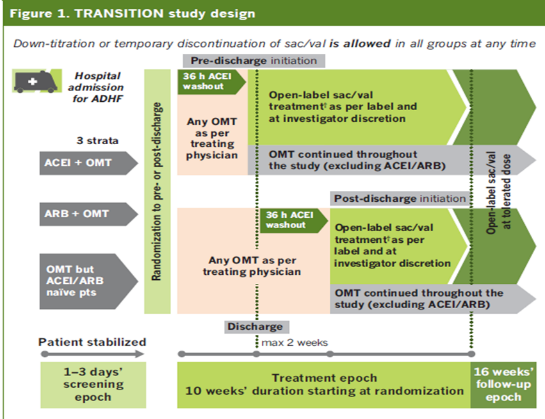 Figure 1. TRANSITION study design
Down-titration or temporary discontinuation of sac/val is allowed in all groups at any time
Hospital
admission
for ADHF
3 strata
ACEI + OMT
ARB + OMT
OMT but
ACEI/ARB
naïve pts
Randomization to pre- or post-discharge
Pre-discharge initiation
36 h ACEI
washout
Any OMT
as per
treating
physician
Open-label sac/val
treatment‡ as per label and
at investigator discretion
OMT continued throughout
the study (excluding ACEI/ARB)
Post-discharge initiation
36 h ACEI
washout
Any OMT as per
treating physician
Open-label sac/val
treatment‡ as per
label and at
investigator discretion
OMT continued throughout the
study (excluding ACEI/ARB)
Open-label sac/val
at tolerated dose
Discharge
max 2 weeks
Patient stabilized
1–3 days'
screening
epoch
Treatment epoch
10 weeks' duration starting at randomization
16 weeks'
follow-up
epoch